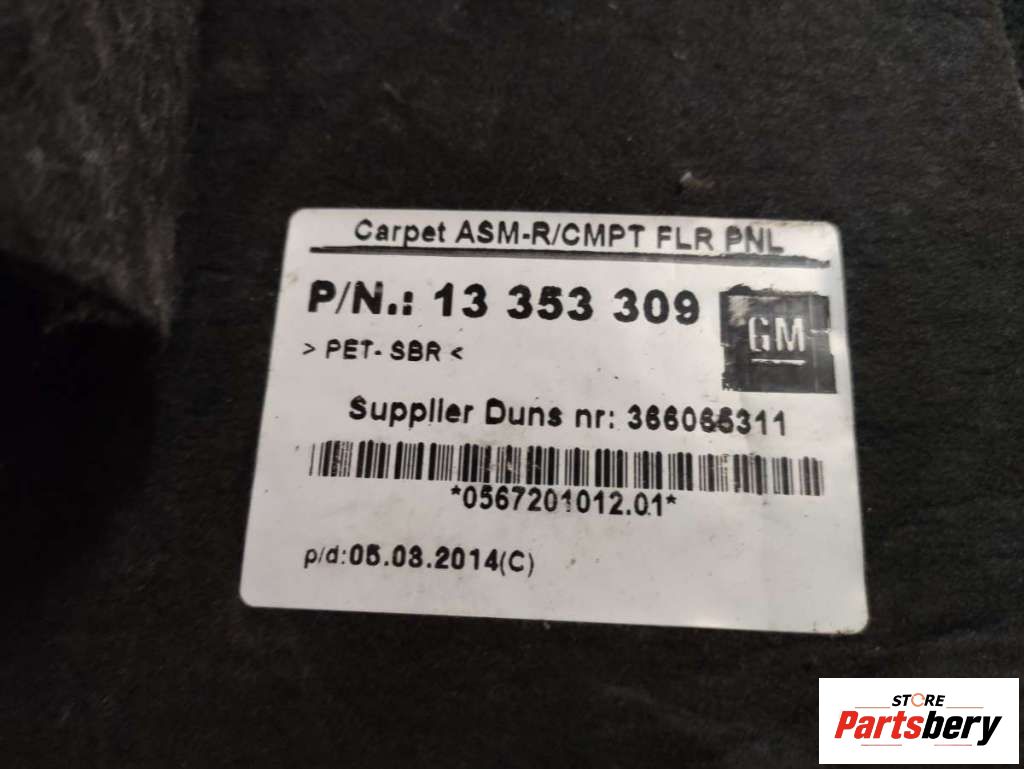 Carpet ASM-R/CMPT FLR PNL
P/N.: 13 353 309
GM
> PET- SBR <
Supplier Duns nr: 366065311
*0567201012.01*
p/d:05.03.2014(C)
STORE
Partsbery